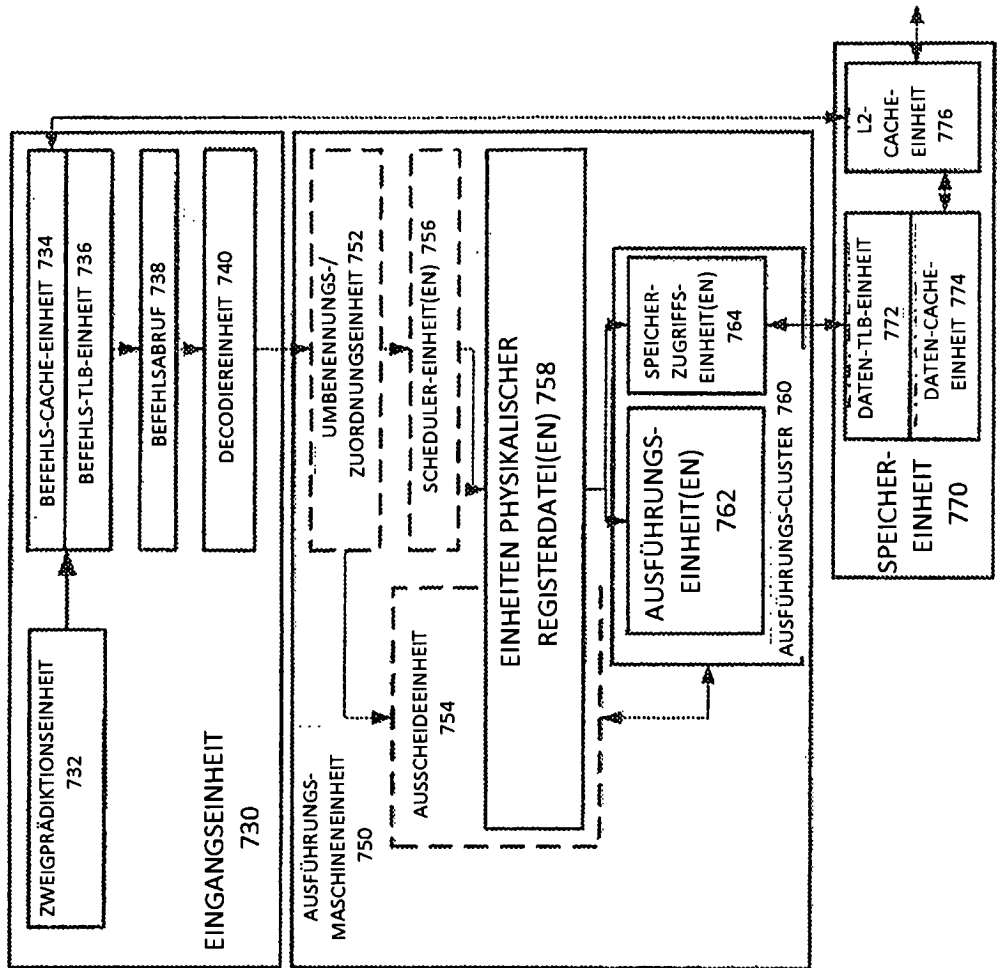 ZWEIGPRÄDIKTIONSEINHEIT
732
BEFEHLS-CACHE-EINHEIT 734
BEFEHLS-TLB-EINHEIT 736
BEFEHLSABRUF 738
DECODIEREINHEIT 740
EINGANGSEINHEIT
730
AUSFÜHRUNGS-
MASCHINENEINHEIT
750
UMBENENNUNGS-/
ZUORDNUNGSEINHEIT 752
SCHEDULER-EINHEIT(EN) 756
AUSSCHEIDEEINHEIT
754
EINHEITEN PHYSIKALISCHER
REGISTERDATEI(EN) 758
AUSFÜHRUNGS-
EINHEIT(EN)
762
SPEICHER-
ZUGRIFFS-
EINHEIT(EN)
764
AUSFÜHRUNGS-CLUSTER 760
SPEICHER-
EINHEIT
770
DATEN-TLB-EINHEIT
772
DATEN-CACHE-
EINHEIT 774
L2-
CACHE-
EINHEIT
776